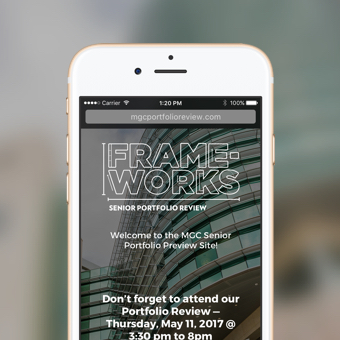 Carrier 1:20 PM 100%
mgcportfolioreview.com
FRAME-
WORKS
SENIOR PORTFOLIO REVIEW
Welcome to the MGC Senior
Portfolio Preview Site!
Don't forget to attend our
Portfolio Review –
Thursday, May 11, 2017 @
3:30 pm to 8pm